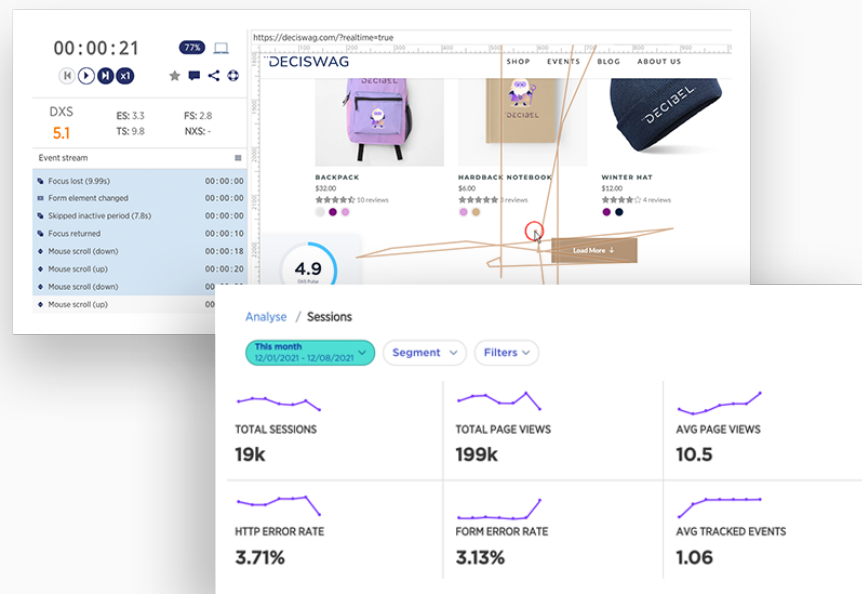 https://deciswag.com/?realtime=true
00:00:21
77%
x1
DXS
5.1
ES: 3.3
FS: 2.8
TS: 9.8
NXS: -
Event stream
Focus lost (9.99s) 00:00:00
Form element changed 00:00:00
Skipped inactive period (7.8s) 00:00:00
Focus returned 00:00:10
Mouse scroll (down) 00:00:18
Mouse scroll (up) 00:00:20
Mouse scroll (down)
Mouse scroll (up) 00
DECISWAG
SHOP EVENTS BLOG ABOUT US
DECIBEL
DECIBEL
DECIBEL
BACKPACK
$32.00
10 reviews
HARDBACK NOTEBOOK
$6.00
3 reviews
WINTER HAT
$12.00
4 reviews
4.9
DXS Pulse
Load More
Analyse / Sessions
This month
12/01/2021 - 12/08/2021
Segment
Filters
TOTAL SESSIONS
19k
TOTAL PAGE VIEWS
199k
AVG PAGE VIEWS
10.5
HTTP ERROR RATE
3.71%
FORM ERROR RATE
3.13%
AVG TRACKED EVENTS
1.06